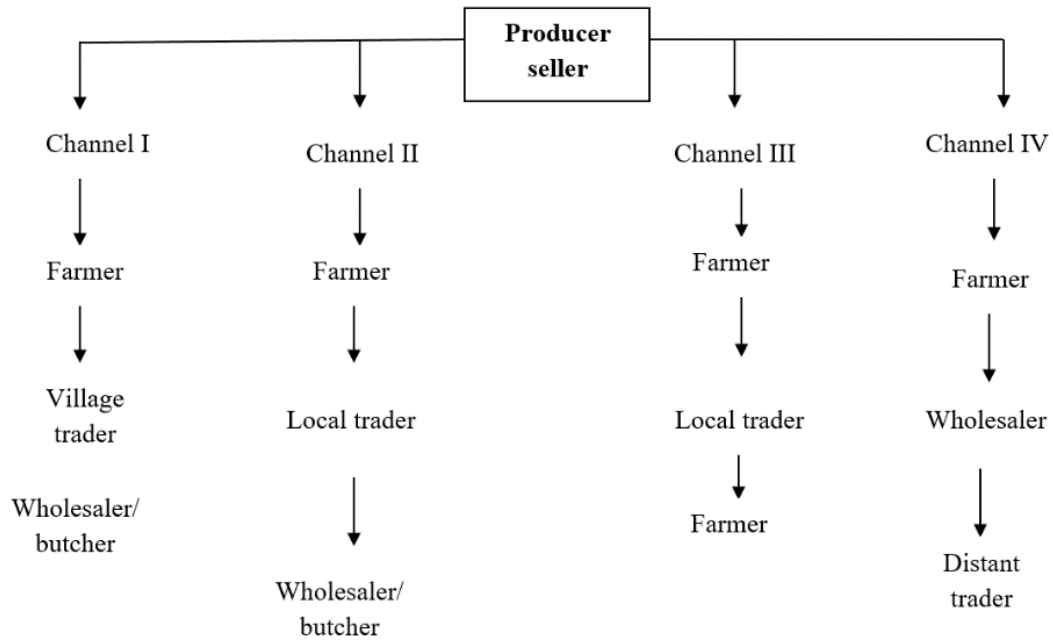 Producer
seller
Channel I
Channel II
Channel III
Channel IV
Farmer
Farmer
Farmer
Farmer
Village
trader
Local trader
Local trader
Wholesaler
Wholesaler/
butcher
Wholesaler/
butcher
Farmer
Distant
trader